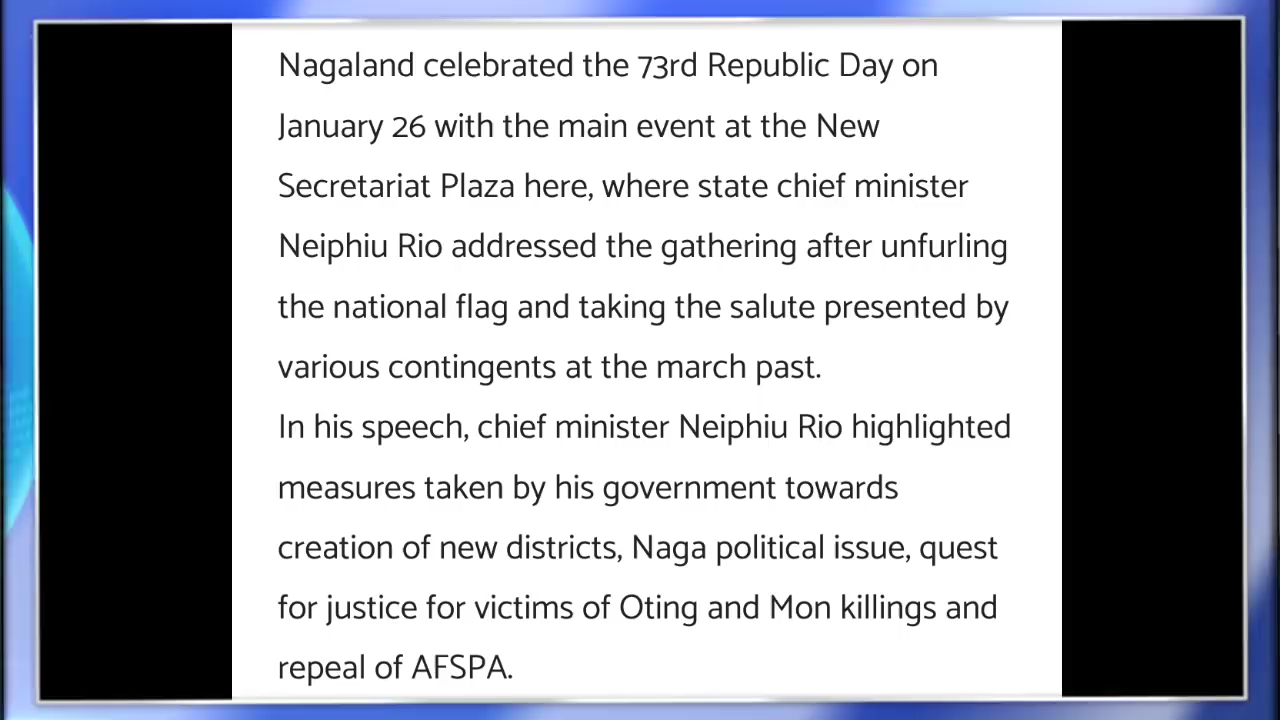 Nagaland celebrated the 73rd Republic Day on
January 26 with the main event at the New
Secretariat Plaza here, where state chief minister
Neiphiu Rio addressed the gathering after unfurling
the national flag and taking the salute presented by
various contingents at the march past.
In his speech, chief minister Neiphiu Rio highlighted
measures taken by his government towards
creation of new districts, Naga political issue, quest
for justice for victims of Oting and Mon killings and
repeal of AFSPA.